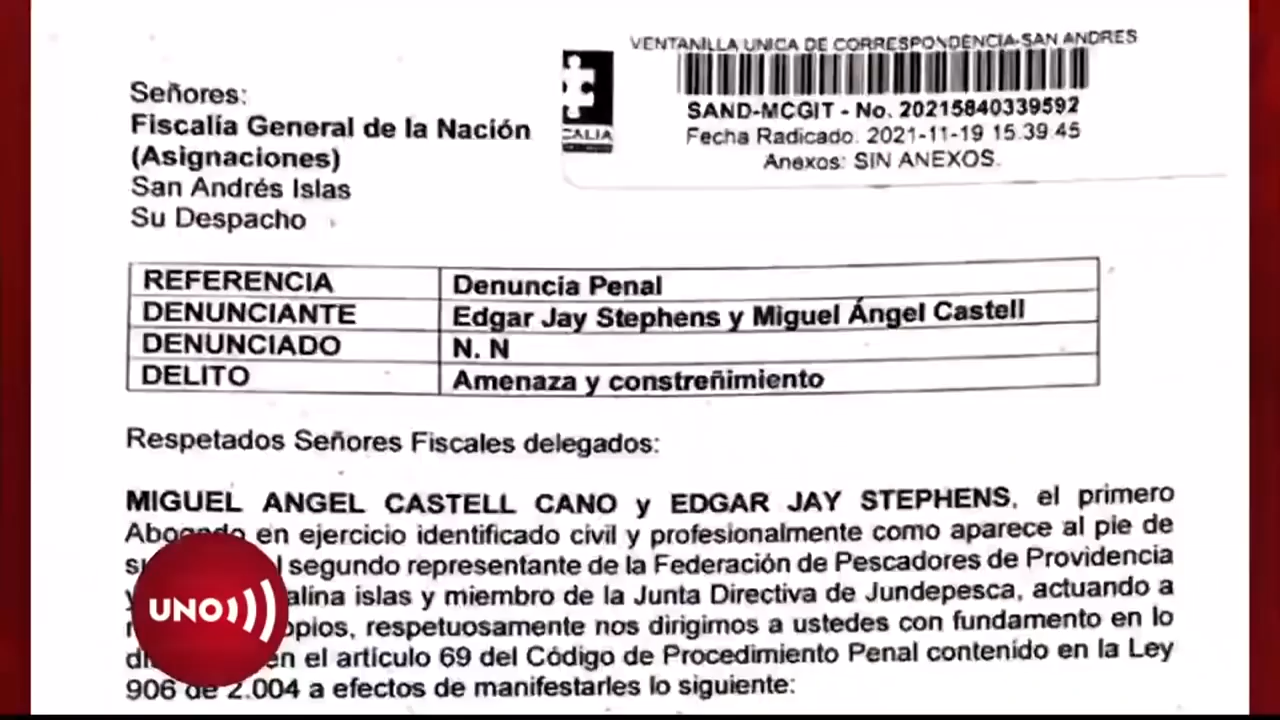 VENTANILLA UNICA DE CORRESPONDENCIA-SAN ANDRES
SAND-MCGIT - No. 20215840339592
Fecha Radicado: 2021-11-19 15:39:45
Anexos: SIN ANEXOS.
CALIA
Señores:
Fiscalía General de la Nación
(Asignaciones)
San Andrés Islas
Su Despacho
REFERENCIA Denuncia Penal
DENUNCIANTE Edgar Jay Stephens y Miguel Ángel Castell
DENUNCIADO N. N
DELITO Amenaza y constreñimiento
Respetados Señores Fiscales delegados:
MIGUEL ANGEL CASTELL CANO y EDGAR JAY STEPHENS, el primero
Abogado en ejercicio identificado civil y profesionalmente como aparece al pie de
segundo representante de la Federación de Pescadores de Providencia
alina islas y miembro de la Junta Directiva de Jundepesca, actuando a
opios, respetuosamente nos dirigimos a ustedes con fundamento en lo
en el artículo 69 del Código de Procedimiento Penal contenido en la Ley
906 de 2.004 a efectos de manifestarles lo siguiente:
UNO